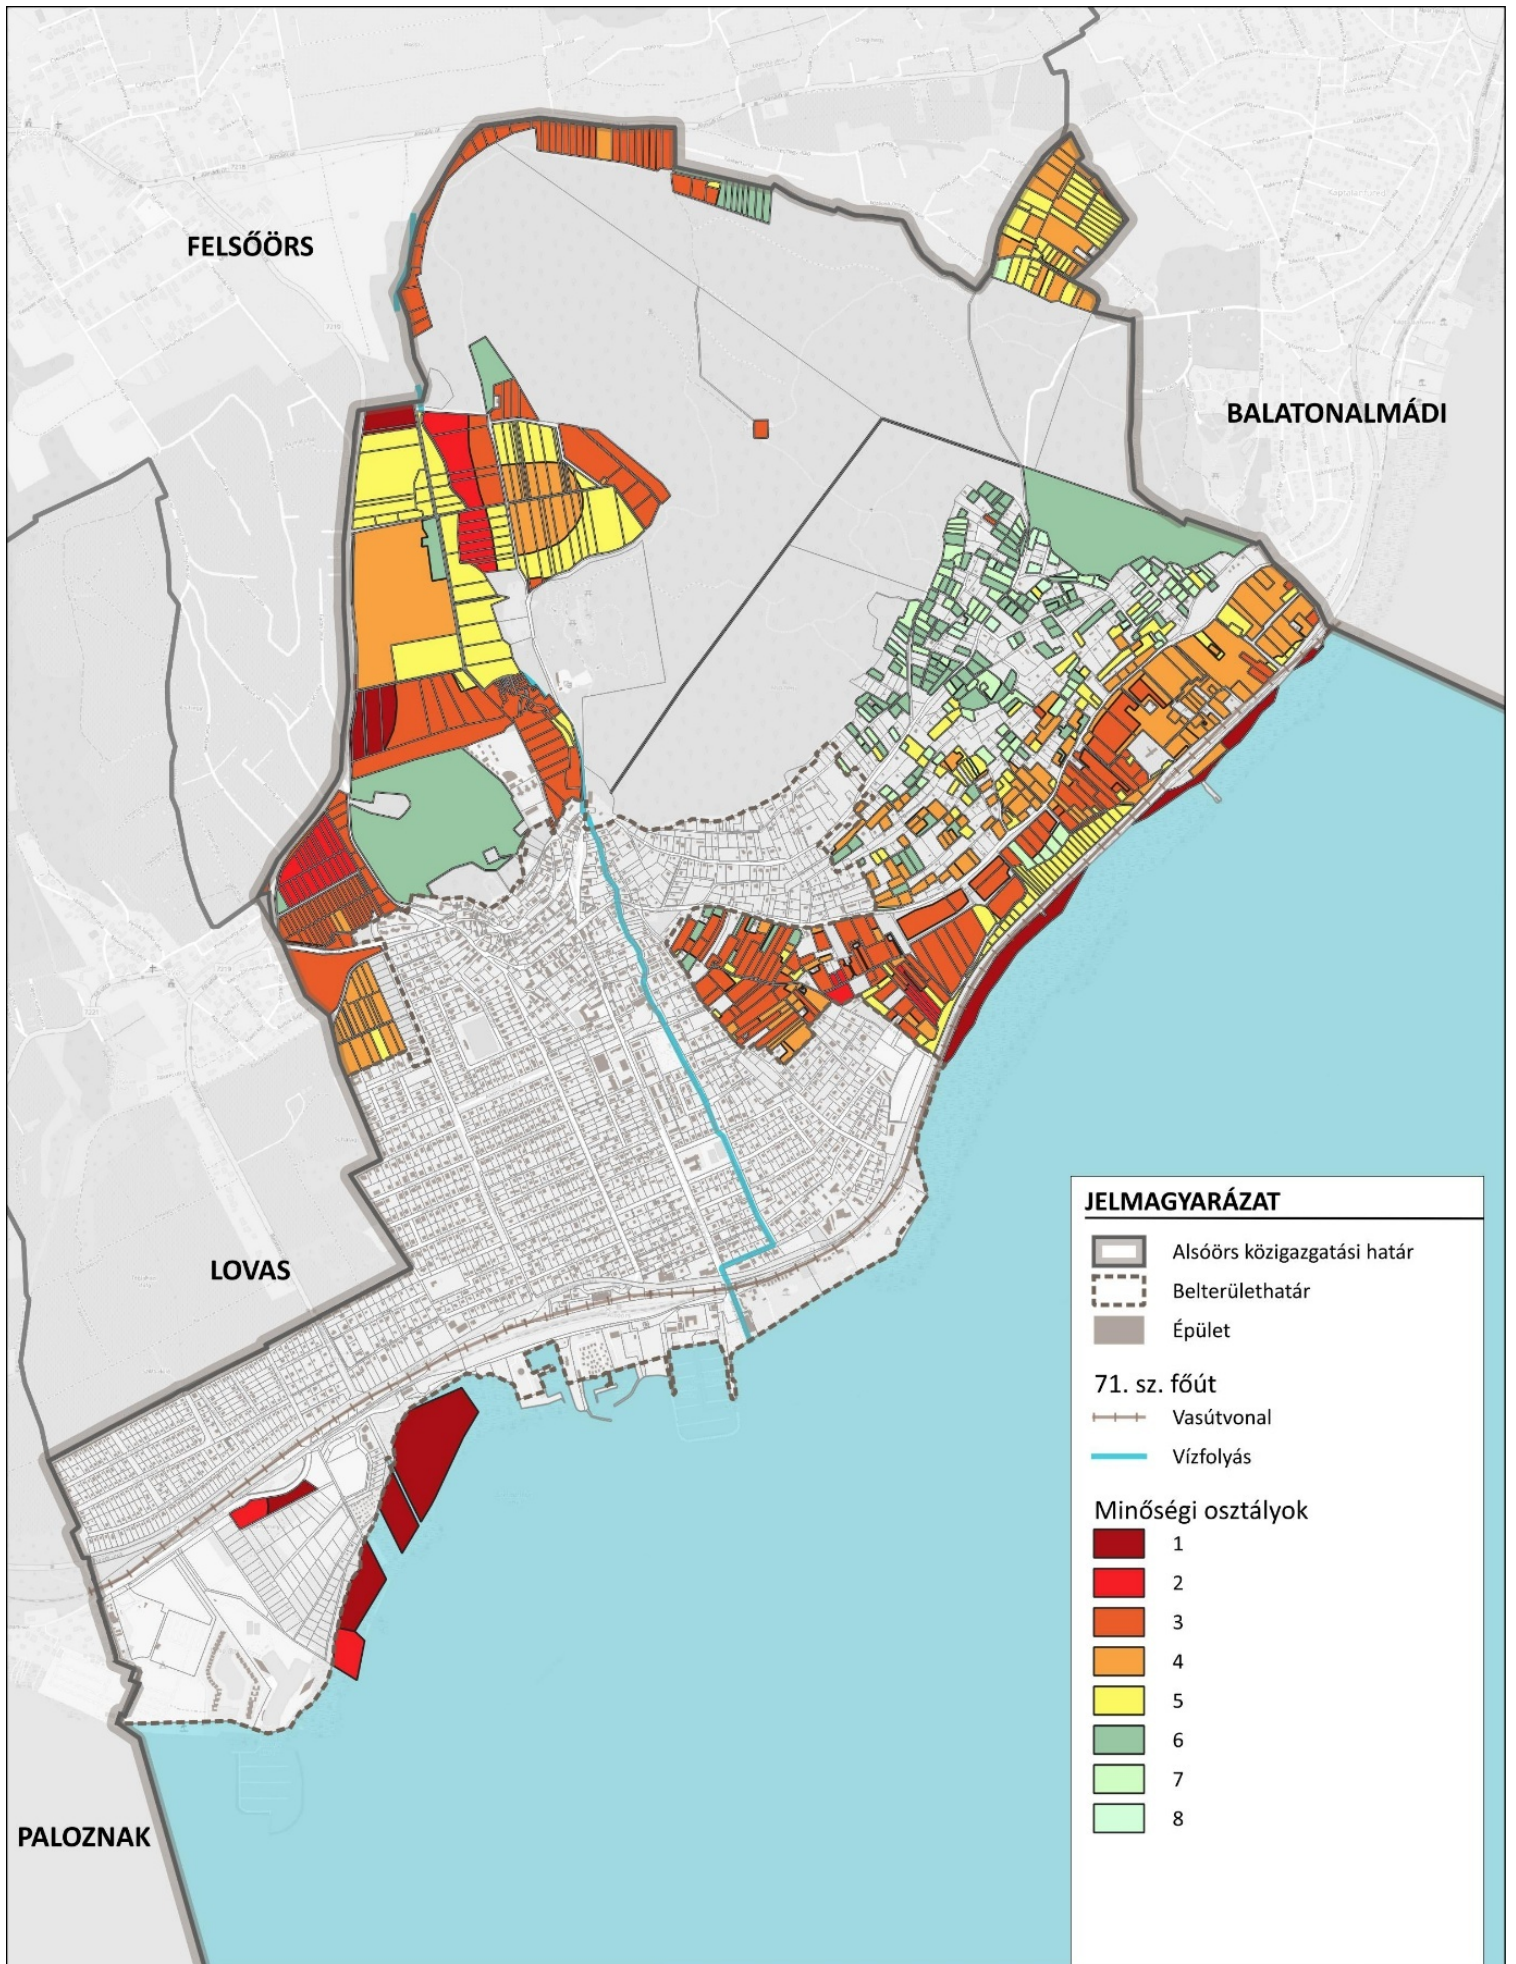 FELSŐÖRS
BALATONALMÁDI
LOVAS
PALOZNAK
JELMAGYARÁZAT
Alsóörs közigazgatási határ
Belterülethatár
Épület
71. sz. főút
Vasútvonal
Vízfolyás
Minőségi osztályok
1
2
3
4
5
6
7
8